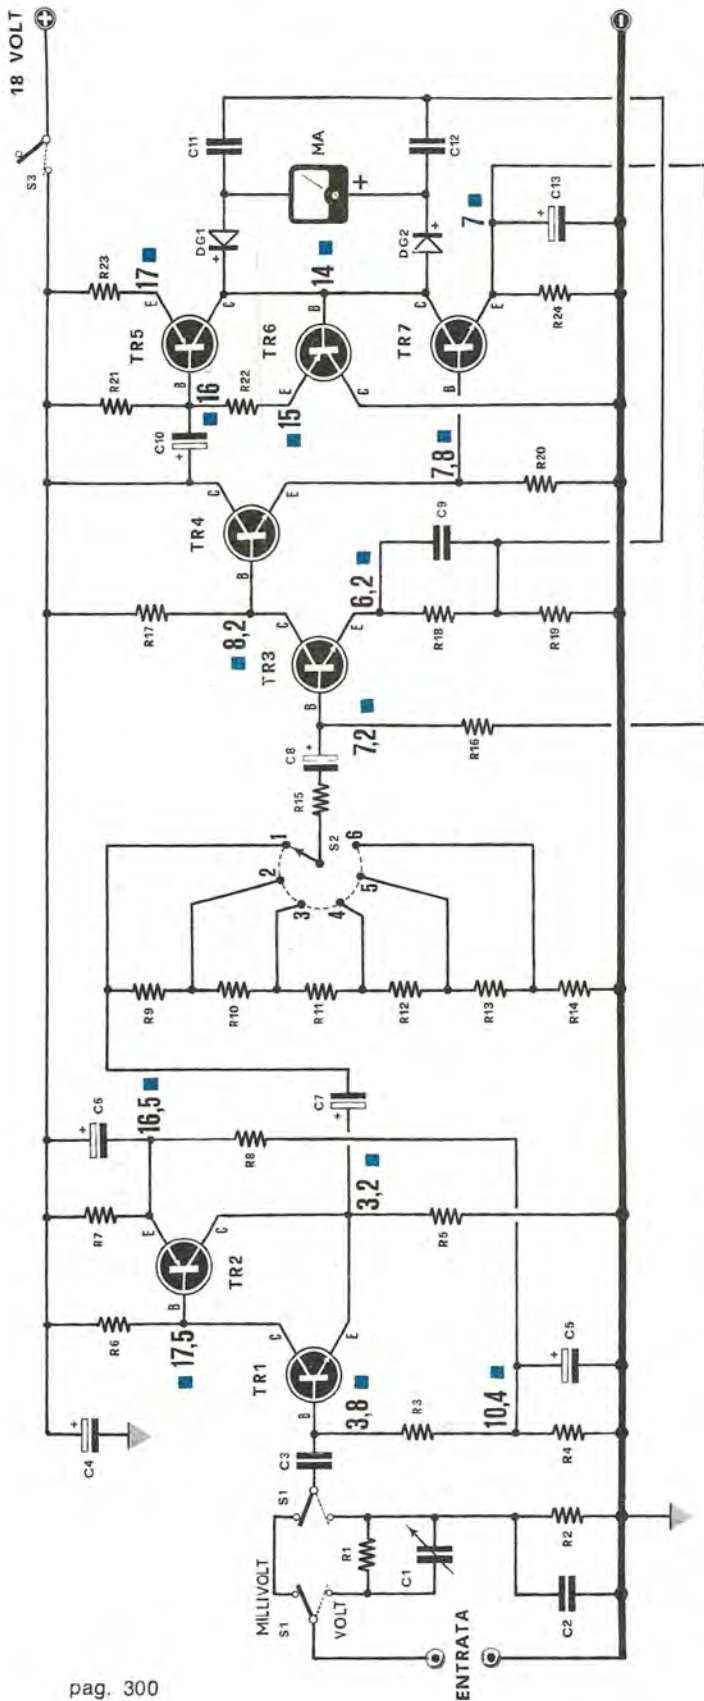 18 VOLT
S3
R23
17
E
TR5
C
B
R21
16
C10
+
R22
15
E
TR6
B
C
14
DG1
+
C11
MA
+
C12
DG2
+
7
C
TR7
B
E
R24
C13
+
7,8
R20
C
TR4
B
E
R17
8,2
C
TR3
B
E
6,2
C9
R18
R19
7,2
R16
C8
+
R15
S2
1
2
3
4
5
6
R9
R10
R11
R12
R13
R14
C6
+
16,5
R7
R8
E
TR2
B
C
C7
+
3,2
R5
R6
17,5
C
TR1
B
E
3,8
R3
10,4
C5
+
R4
C4
+
C3
S1
MILLIVOLT
S1
VOLT
R1
C1
R2
C2
ENTRATA
pag. 300